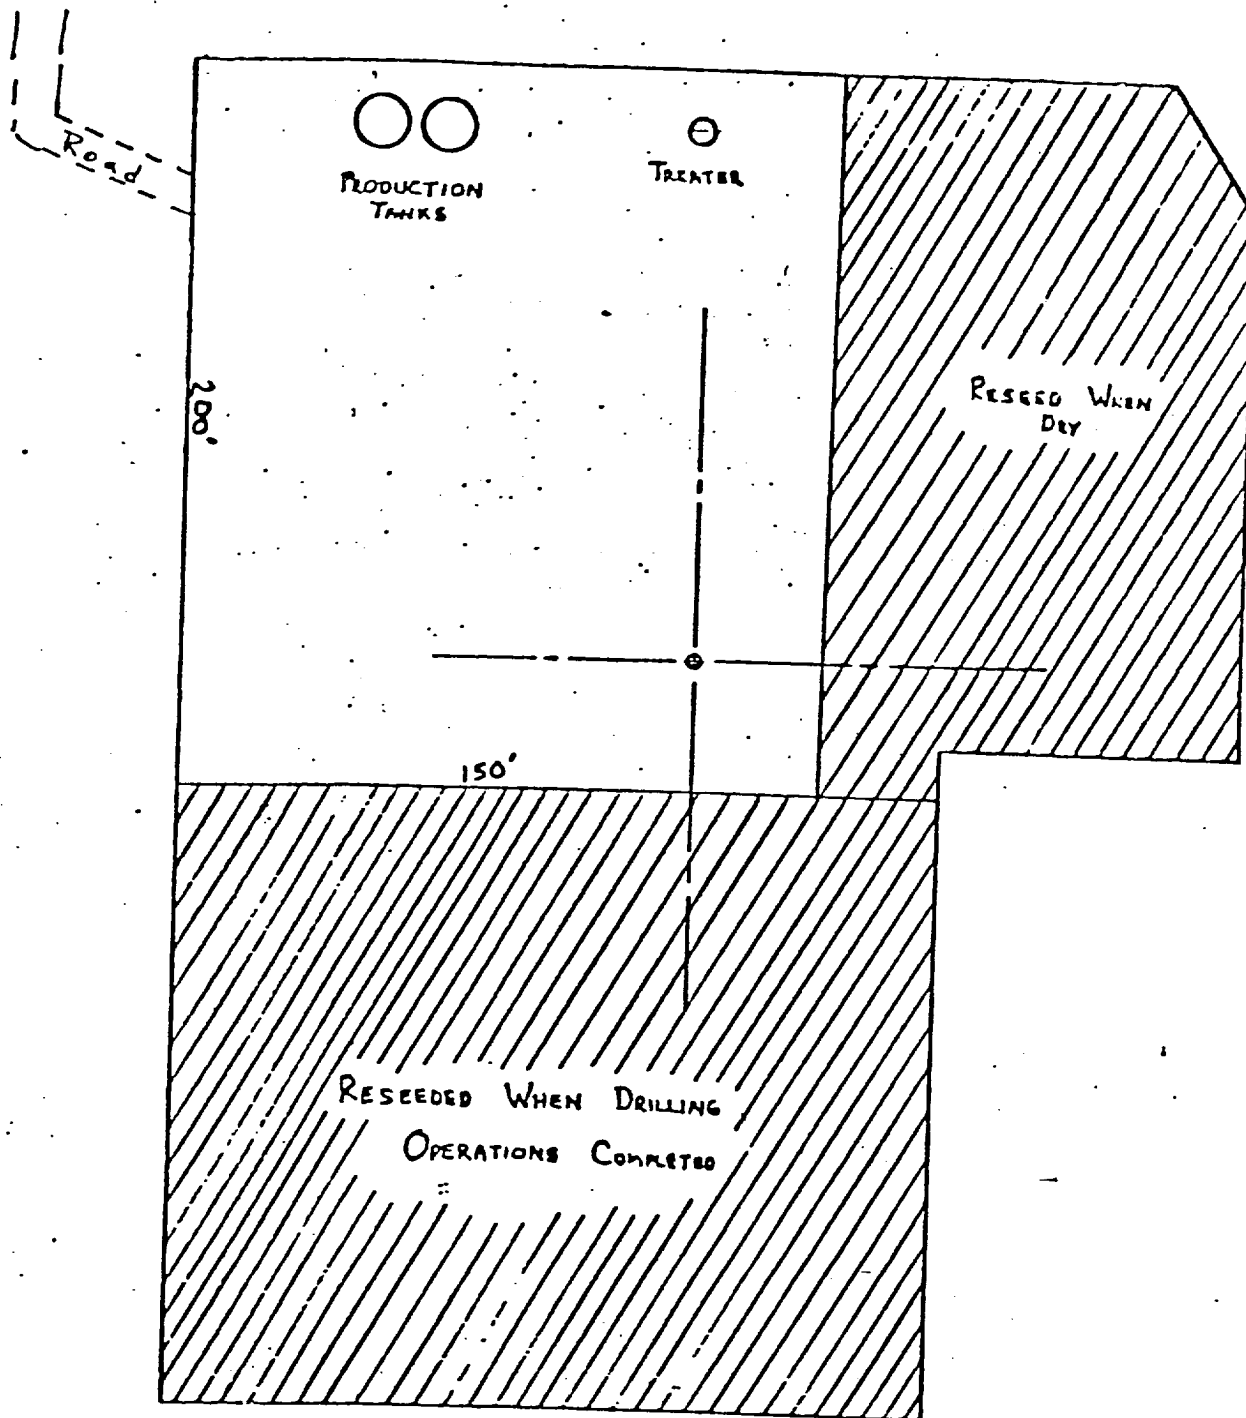 Road
PRODUCTION
TANKS
TREATER
200'
RESEED WHEN
DRY
150'
RESEEDED WHEN DRILLING
OPERATIONS COMPLETED